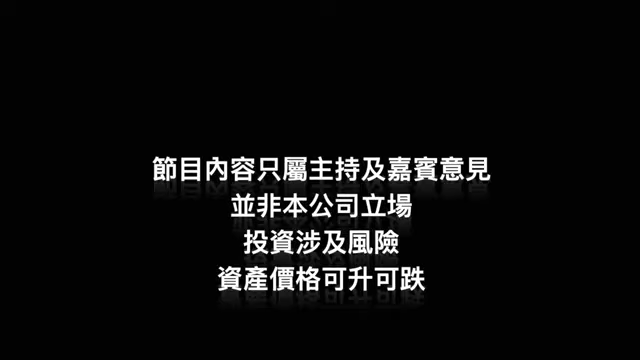 節目內容只屬主持及嘉賓意見
並非本公司立場
投資涉及風險
資產價格可升可跌